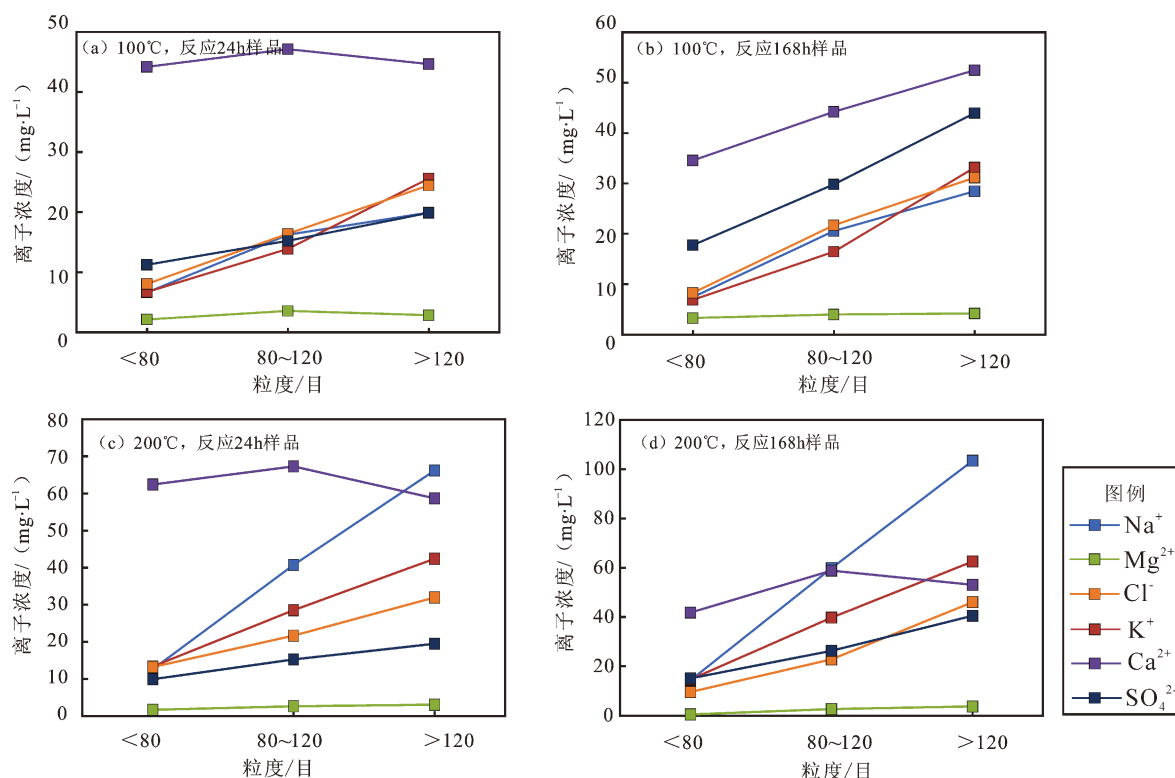 (a) 100℃, 反应24h样品
50
40
30
20
10
0
离子浓度/(mg·L⁻¹)
<80
80~120
>120
粒度/目
(b) 100℃, 反应168h样品
60
50
40
30
20
10
0
离子浓度/(mg·L⁻¹)
<80
80~120
>120
粒度/目
(c) 200℃, 反应24h样品
80
70
60
50
40
30
20
10
0
离子浓度/(mg·L⁻¹)
<80
80~120
>120
粒度/目
(d) 200℃, 反应168h样品
120
100
80
60
40
20
0
离子浓度/(mg·L⁻¹)
<80
80~120
>120
粒度/目
图例
Na⁺
Mg²⁺
Cl⁻
K⁺
Ca²⁺
SO₄²⁻